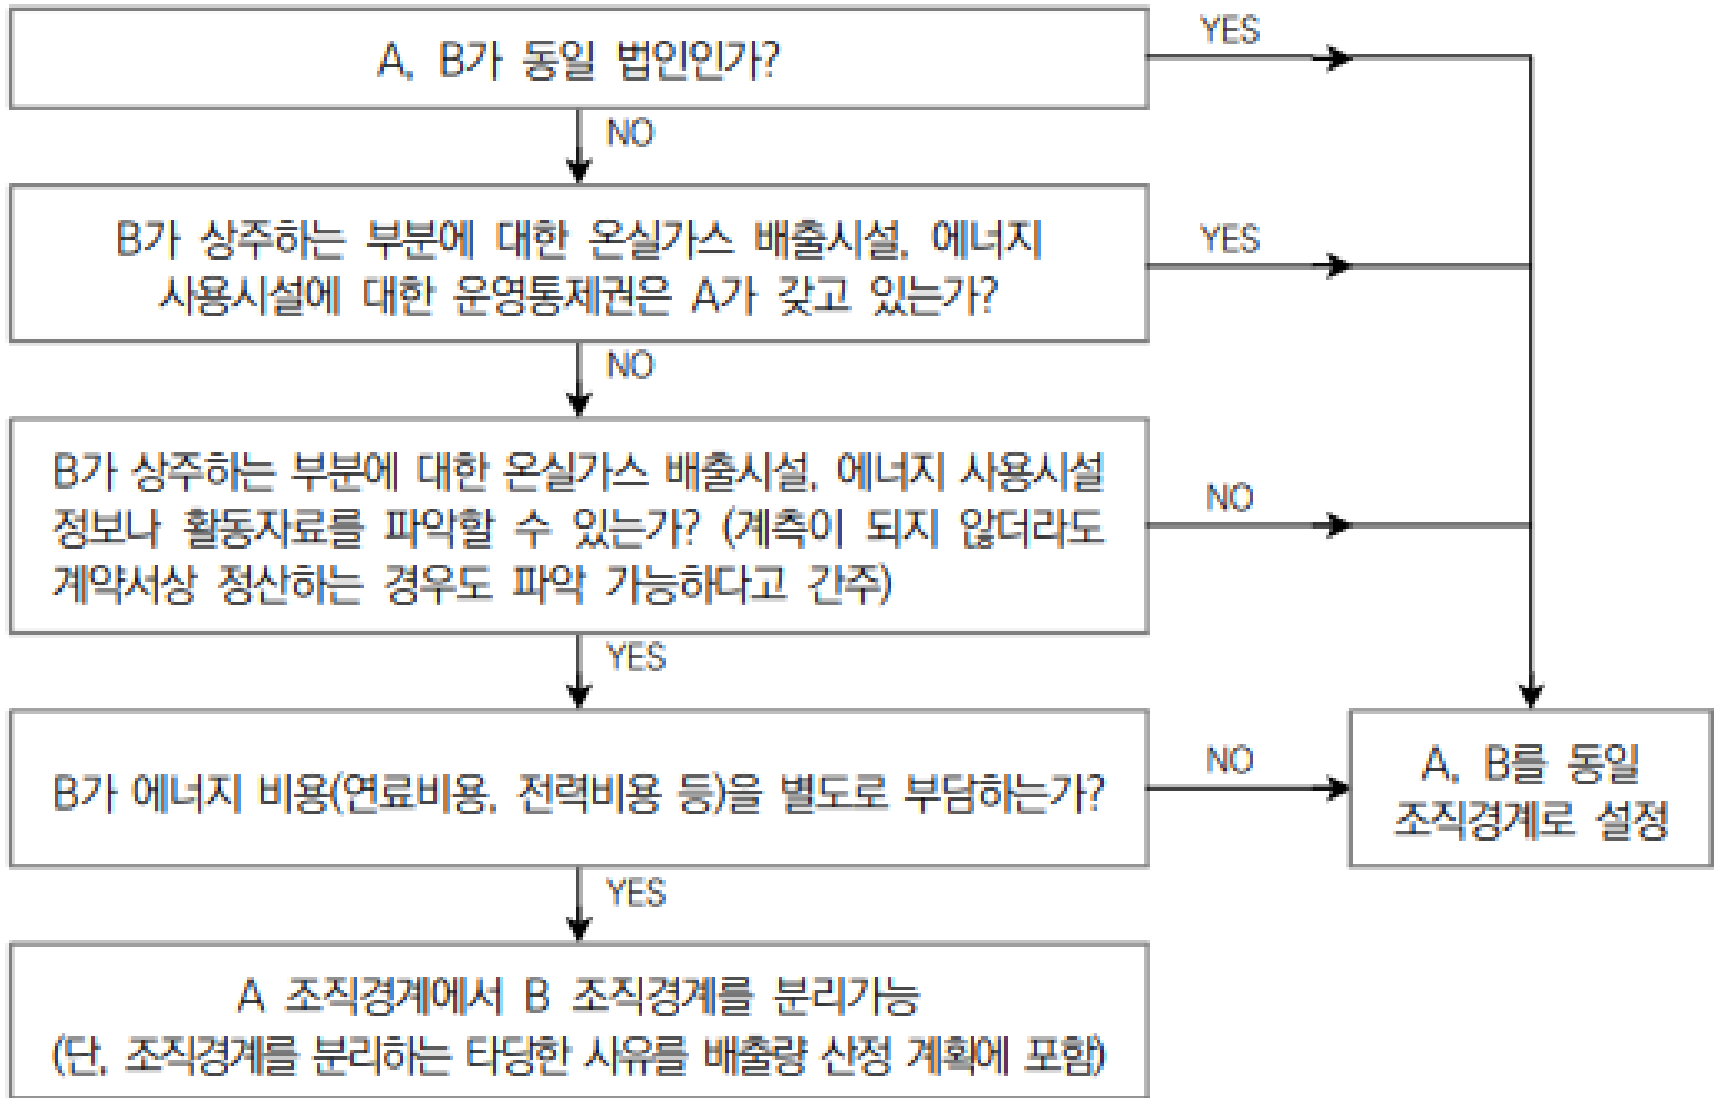 A, B가 동일 법인인가?
YES
NO
B가 상주하는 부분에 대한 온실가스 배출시설, 에너지
사용시설에 대한 운영통제권은 A가 갖고 있는가?
YES
NO
B가 상주하는 부분에 대한 온실가스 배출시설, 에너지 사용시설
정보나 활동자료를 파악할 수 있는가? (계측이 되지 않더라도
계약서상 정산하는 경우도 파악 가능하다고 간주)
NO
YES
B가 에너지 비용(연료비용, 전력비용 등)을 별도로 부담하는가?
NO
A, B를 동일
조직경계로 설정
YES
A 조직경계에서 B 조직경계를 분리가능
(단, 조직경계를 분리하는 타당한 사유를 배출량 산정 계획에 포함)